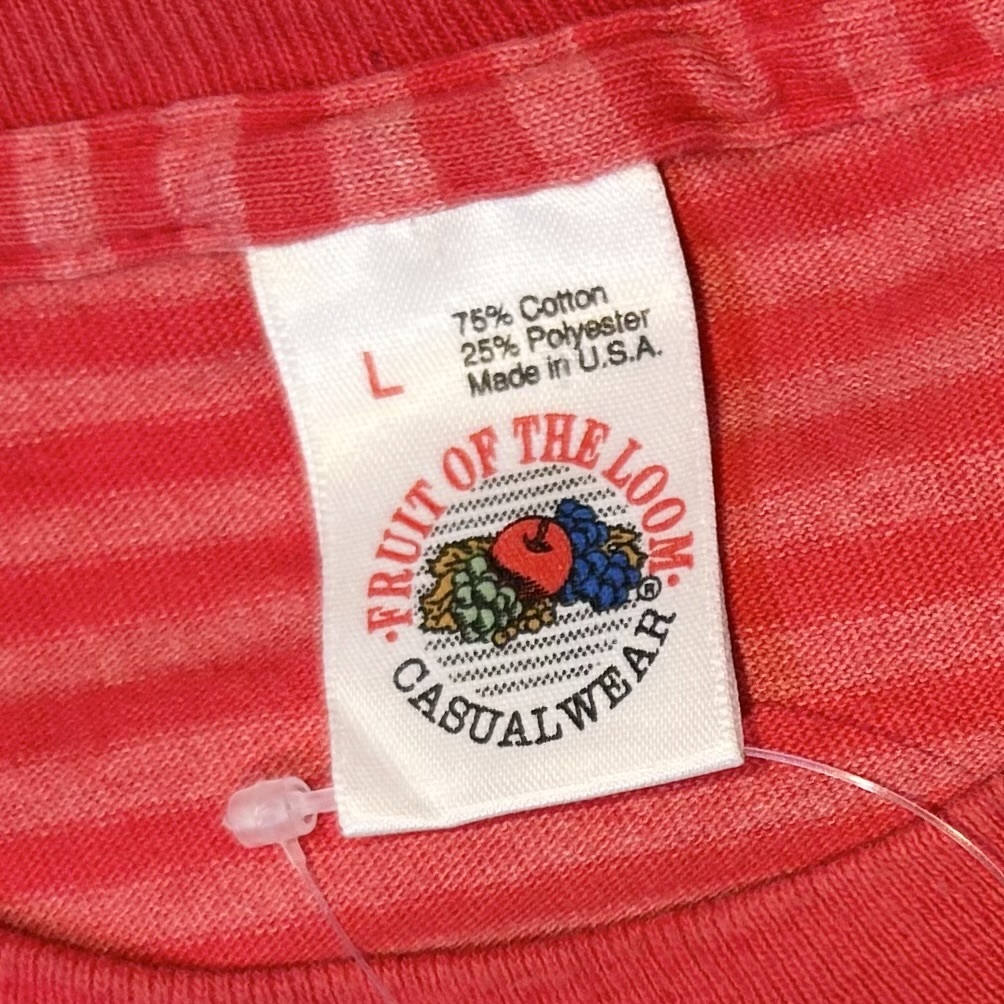 75% Cotton
L
25% Polyester
Made in U.S.A.
·FRUIT OF THE LOOM·
®
CASUALWEAR